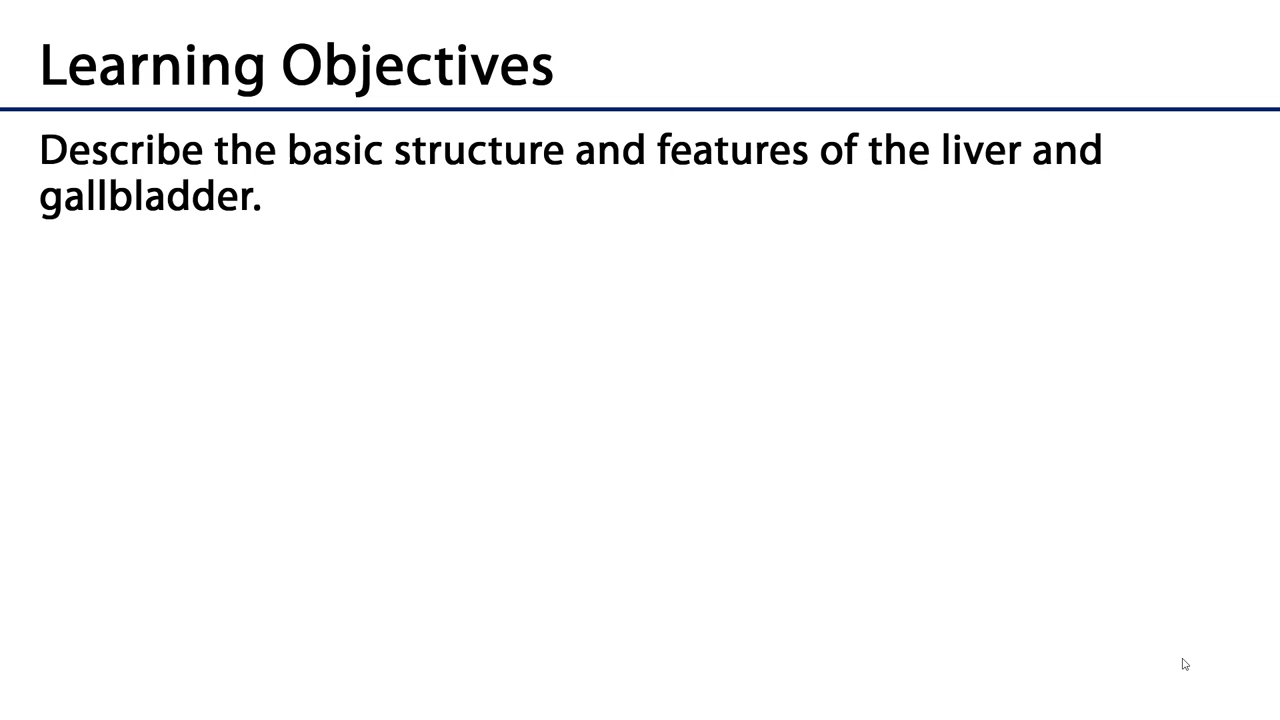 Learning Objectives
Describe the basic structure and features of the liver and
gallbladder.